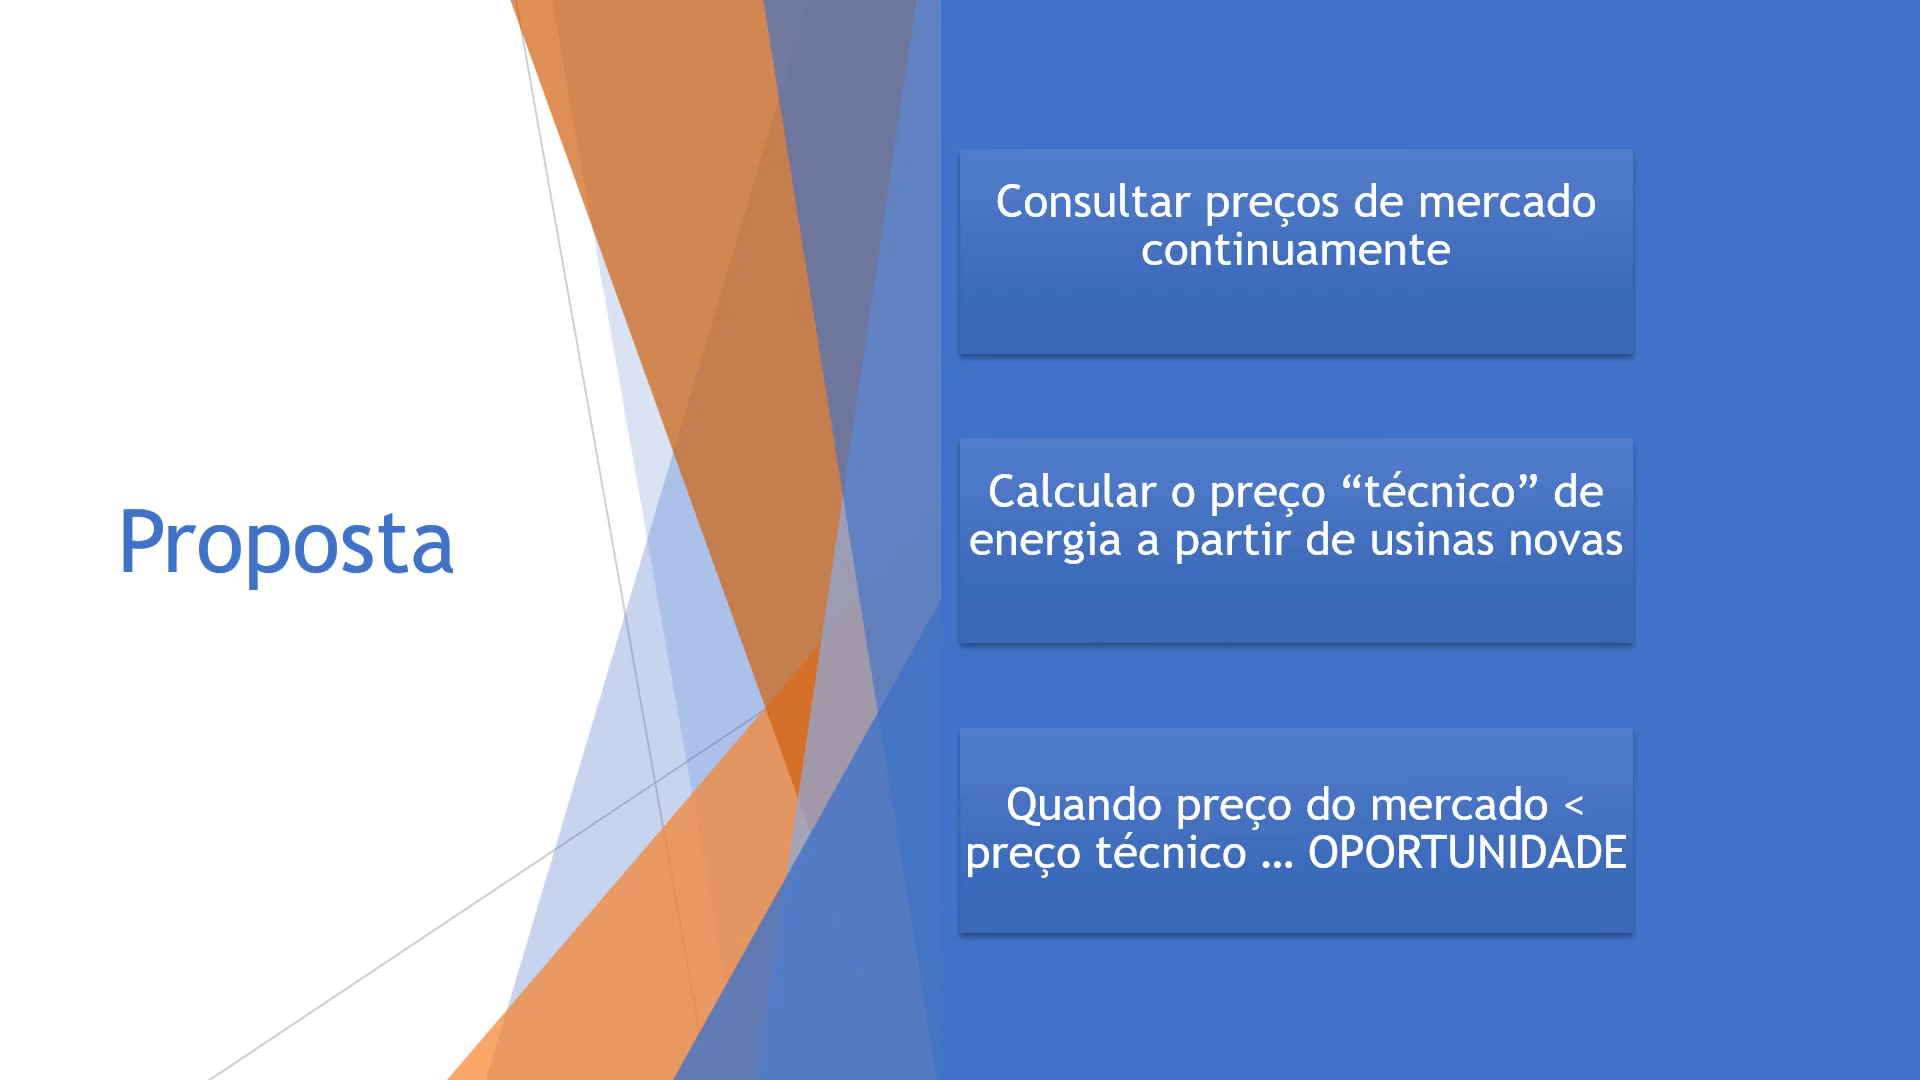 Proposta
Consultar preços de mercado
continuamente
Calcular o preço “técnico” de
energia a partir de usinas novas
Quando preço do mercado <
preço técnico … OPORTUNIDADE